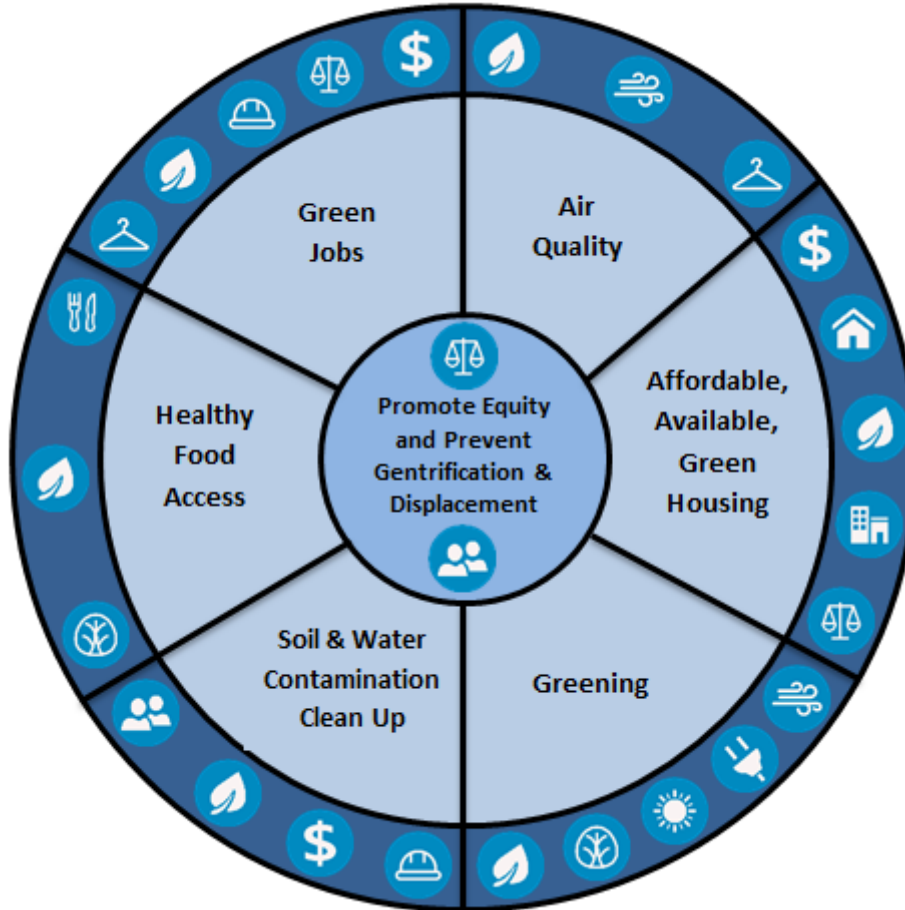 Green
Jobs
Air
Quality
Affordable,
Available,
Green
Housing
Greening
Soil & Water
Contamination
Clean Up
Healthy
Food
Access
Promote Equity
and Prevent
Gentrification &
Displacement
$
$
$